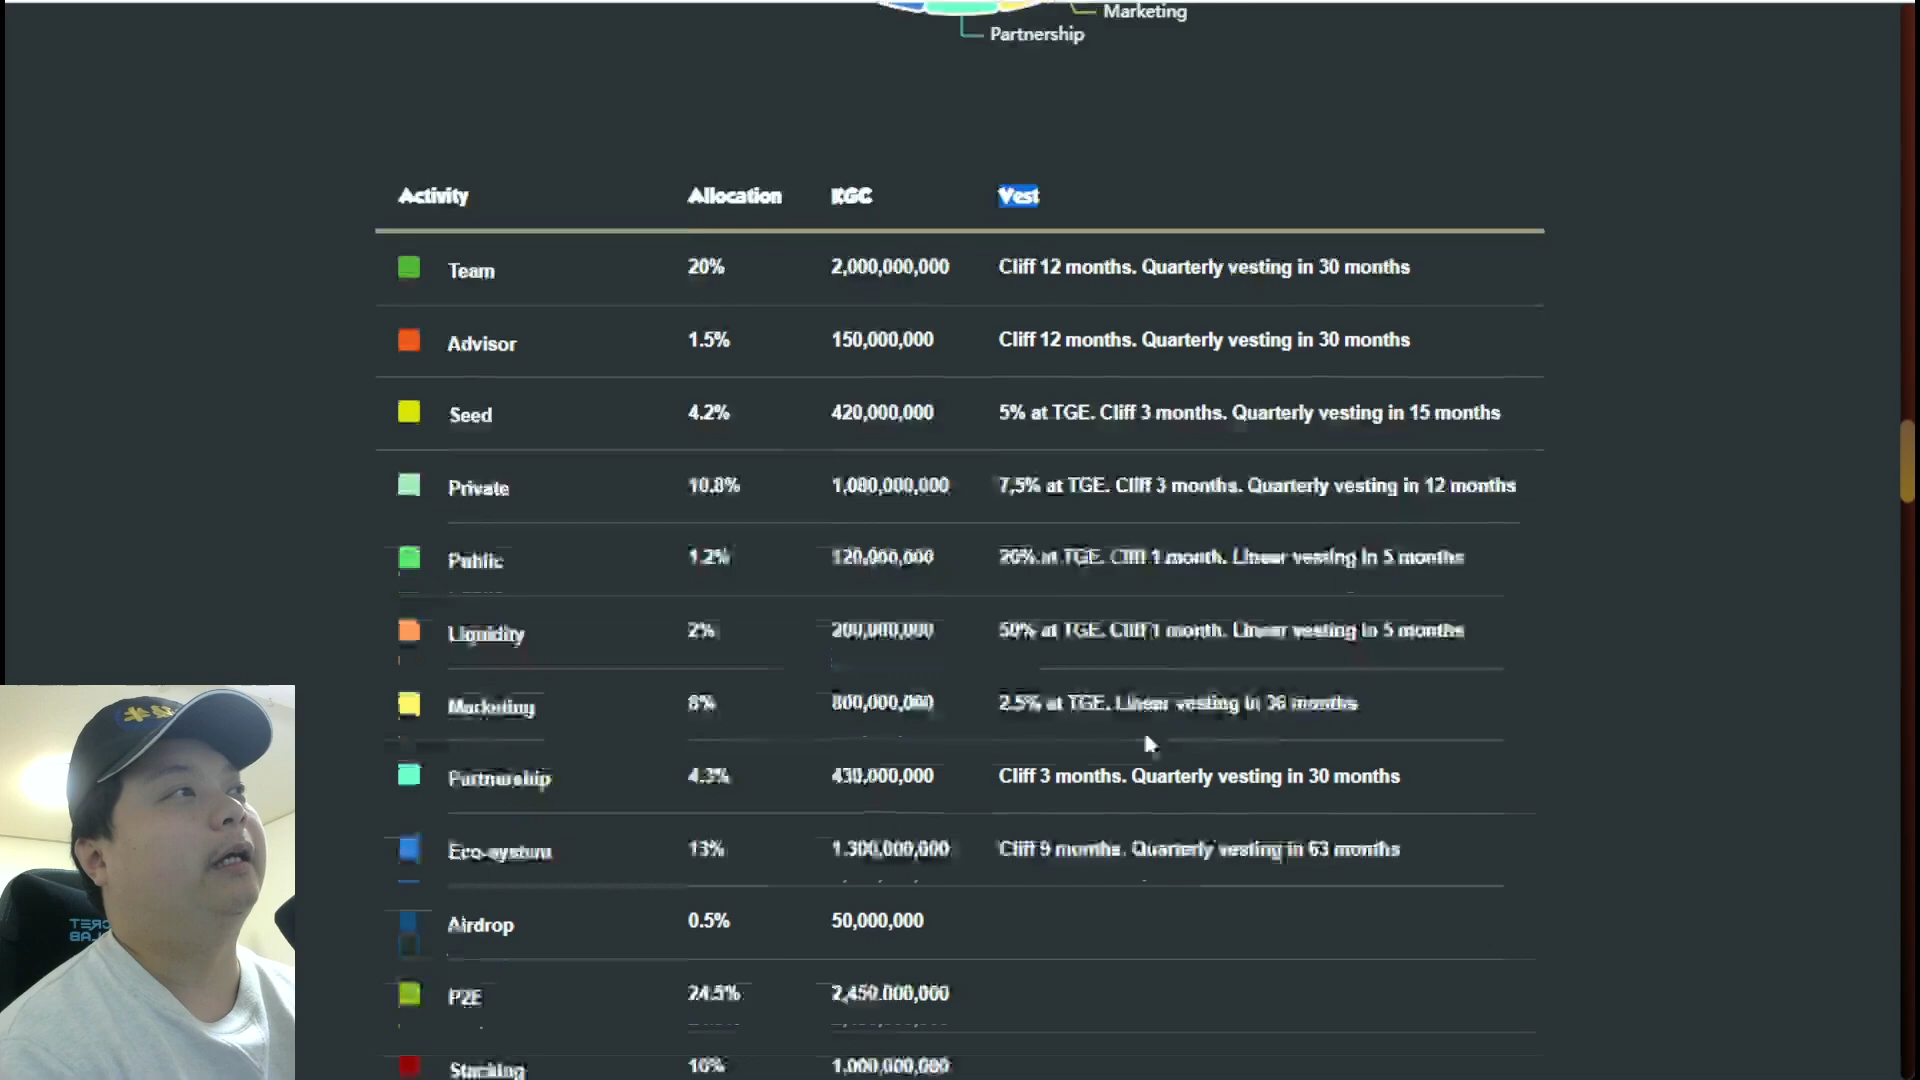 Marketing
Partnership
Activity Allocation KGC Vest
Team 20% 2,000,000,000 Cliff 12 months. Quarterly vesting in 30 months
Advisor 1.5% 150,000,000 Cliff 12 months. Quarterly vesting in 30 months
Seed 4.2% 420,000,000 5% at TGE. Cliff 3 months. Quarterly vesting in 15 months
Private 10.8% 1,080,000,000 7,5% at TGE. Cliff 3 months. Quarterly vesting in 12 months
Public 1.2% 120,000,000 20% at TGE. Cliff 1 month. Linear vesting in 5 months
Liquidity 2% 200,000,000 50% at TGE. Cliff 1 month. Linear vesting in 5 months
Marketing 8% 800,000,000 2.5% at TGE. Linear vesting in 36 months
Partnership 4.3% 430,000,000 Cliff 3 months. Quarterly vesting in 30 months
Eco-system 13% 1.300,000,000 Cliff 9 months. Quarterly vesting in 63 months
Airdrop 0.5% 50,000,000
P2E 24.5% 2,450.000,000
Stacking 10% 1.000,000,000